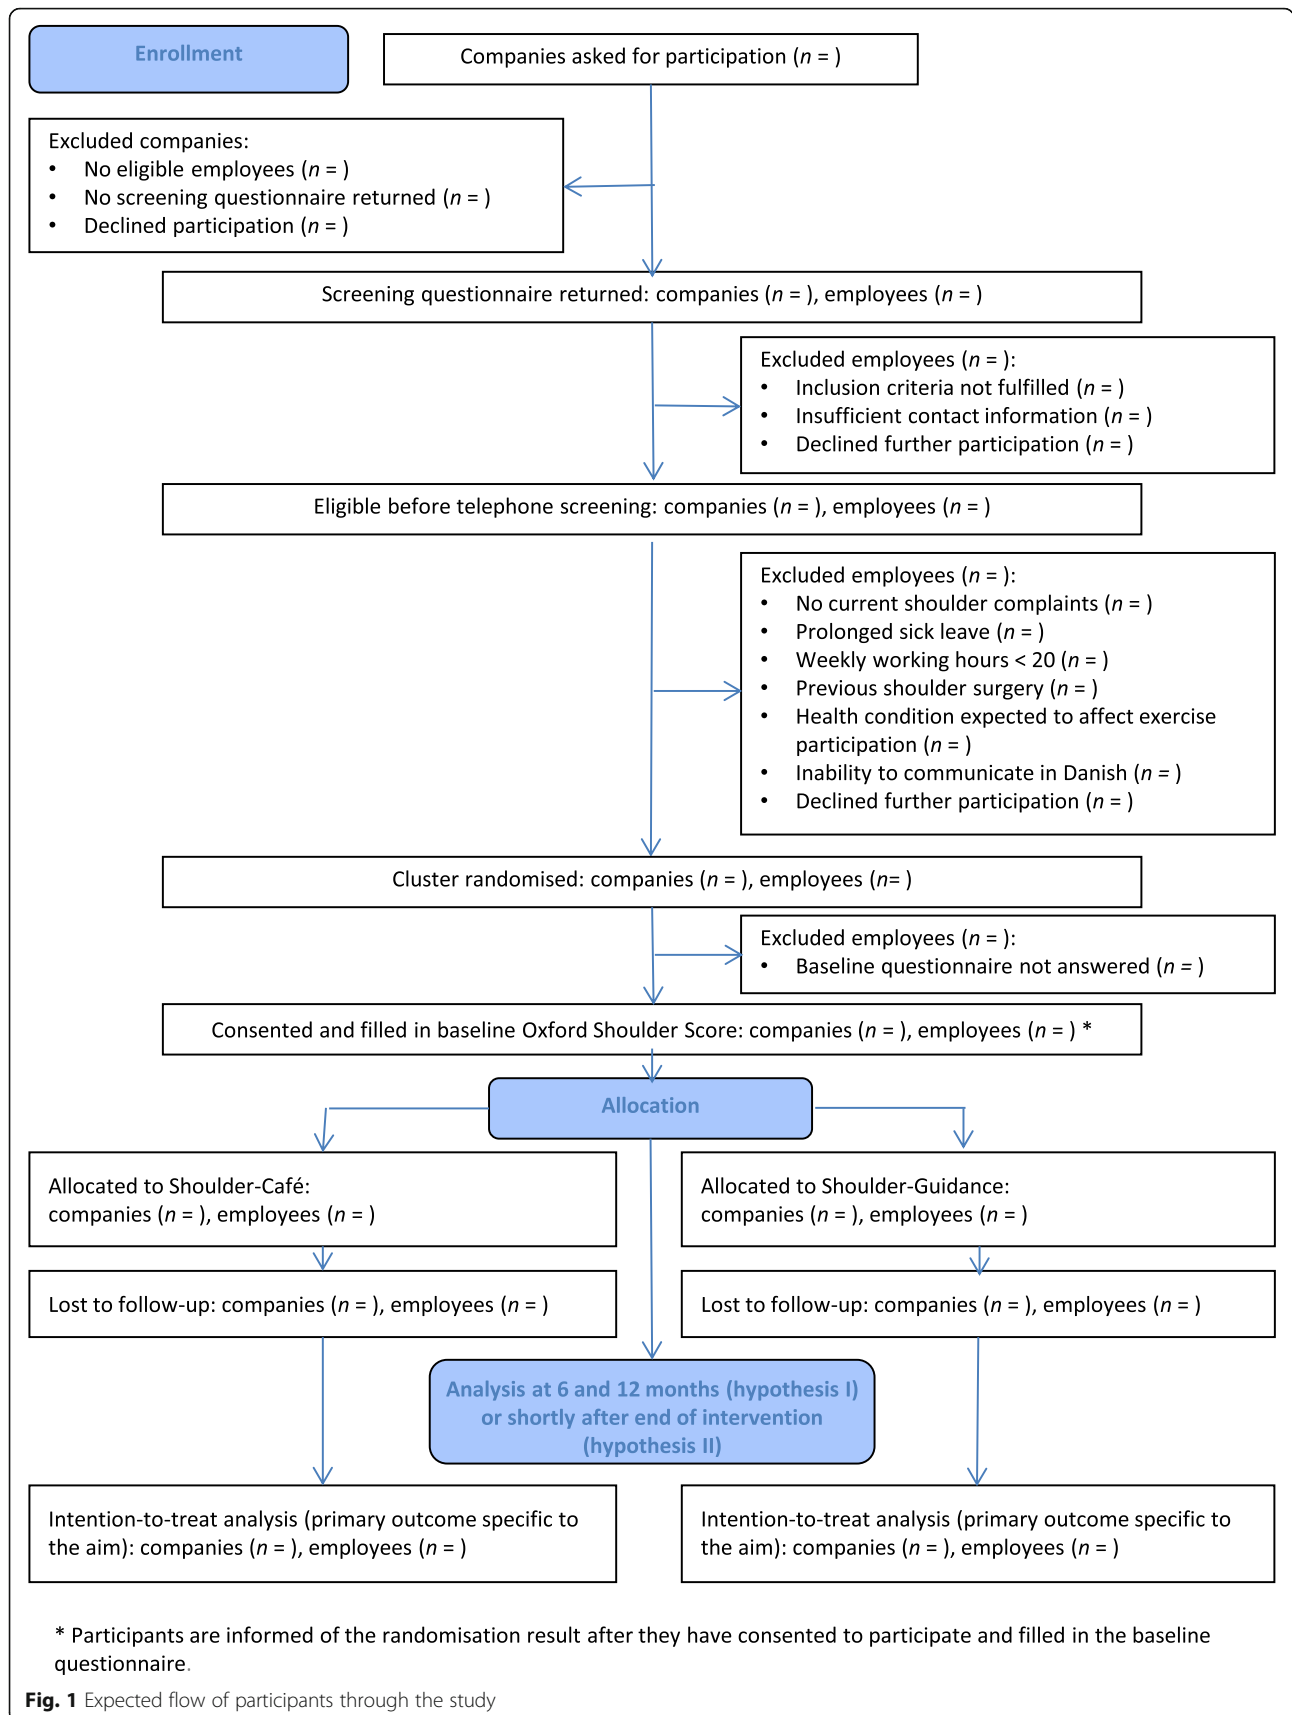 Enrollment
Companies asked for participation (n = )
Excluded companies:
• No eligible employees (n = )
• No screening questionnaire returned (n = )
• Declined participation (n = )
Screening questionnaire returned: companies (n = ), employees (n = )
Excluded employees (n = ):
• Inclusion criteria not fulfilled (n = )
• Insufficient contact information (n = )
• Declined further participation (n = )
Eligible before telephone screening: companies (n = ), employees (n = )
Excluded employees (n = ):
• No current shoulder complaints (n = )
• Prolonged sick leave (n = )
• Weekly working hours < 20 (n = )
• Previous shoulder surgery (n = )
• Health condition expected to affect exercise
participation (n = )
• Inability to communicate in Danish (n = )
• Declined further participation (n = )
Cluster randomised: companies (n = ), employees (n= )
Excluded employees (n = ):
• Baseline questionnaire not answered (n = )
Consented and filled in baseline Oxford Shoulder Score: companies (n = ), employees (n = ) *
Allocation
Allocated to Shoulder-Café:
companies (n = ), employees (n = )
Allocated to Shoulder-Guidance:
companies (n = ), employees (n = )
Lost to follow-up: companies (n = ), employees (n = )
Lost to follow-up: companies (n = ), employees (n = )
Analysis at 6 and 12 months (hypothesis I)
or shortly after end of intervention
(hypothesis II)
Intention-to-treat analysis (primary outcome specific to
the aim): companies (n = ), employees (n = )
Intention-to-treat analysis (primary outcome specific to
the aim): companies (n = ), employees (n = )
* Participants are informed of the randomisation result after they have consented to participate and filled in the baseline
questionnaire.
Fig. 1 Expected flow of participants through the study